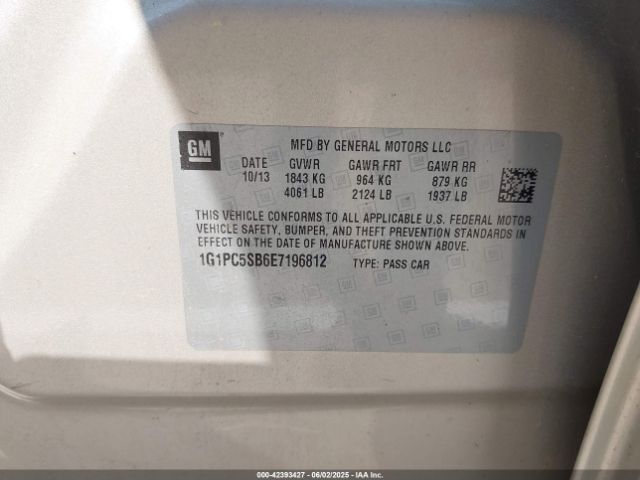 GM
MFD BY GENERAL MOTORS LLC
DATE GVWR GAWR FRT GAWR RR
10/13 1843 KG 964 KG 879 KG
4061 LB 2124 LB 1937 LB
THIS VEHICLE CONFORMS TO ALL APPLICABLE U.S. FEDERAL MOTOR
VEHICLE SAFETY, BUMPER, AND THEFT PREVENTION STANDARDS IN
EFFECT ON THE DATE OF MANUFACTURE SHOWN ABOVE.
1G1PC5SB6E7196812 TYPE: PASS CAR
000-42393427 - 06/02/2025 - IAA Inc.